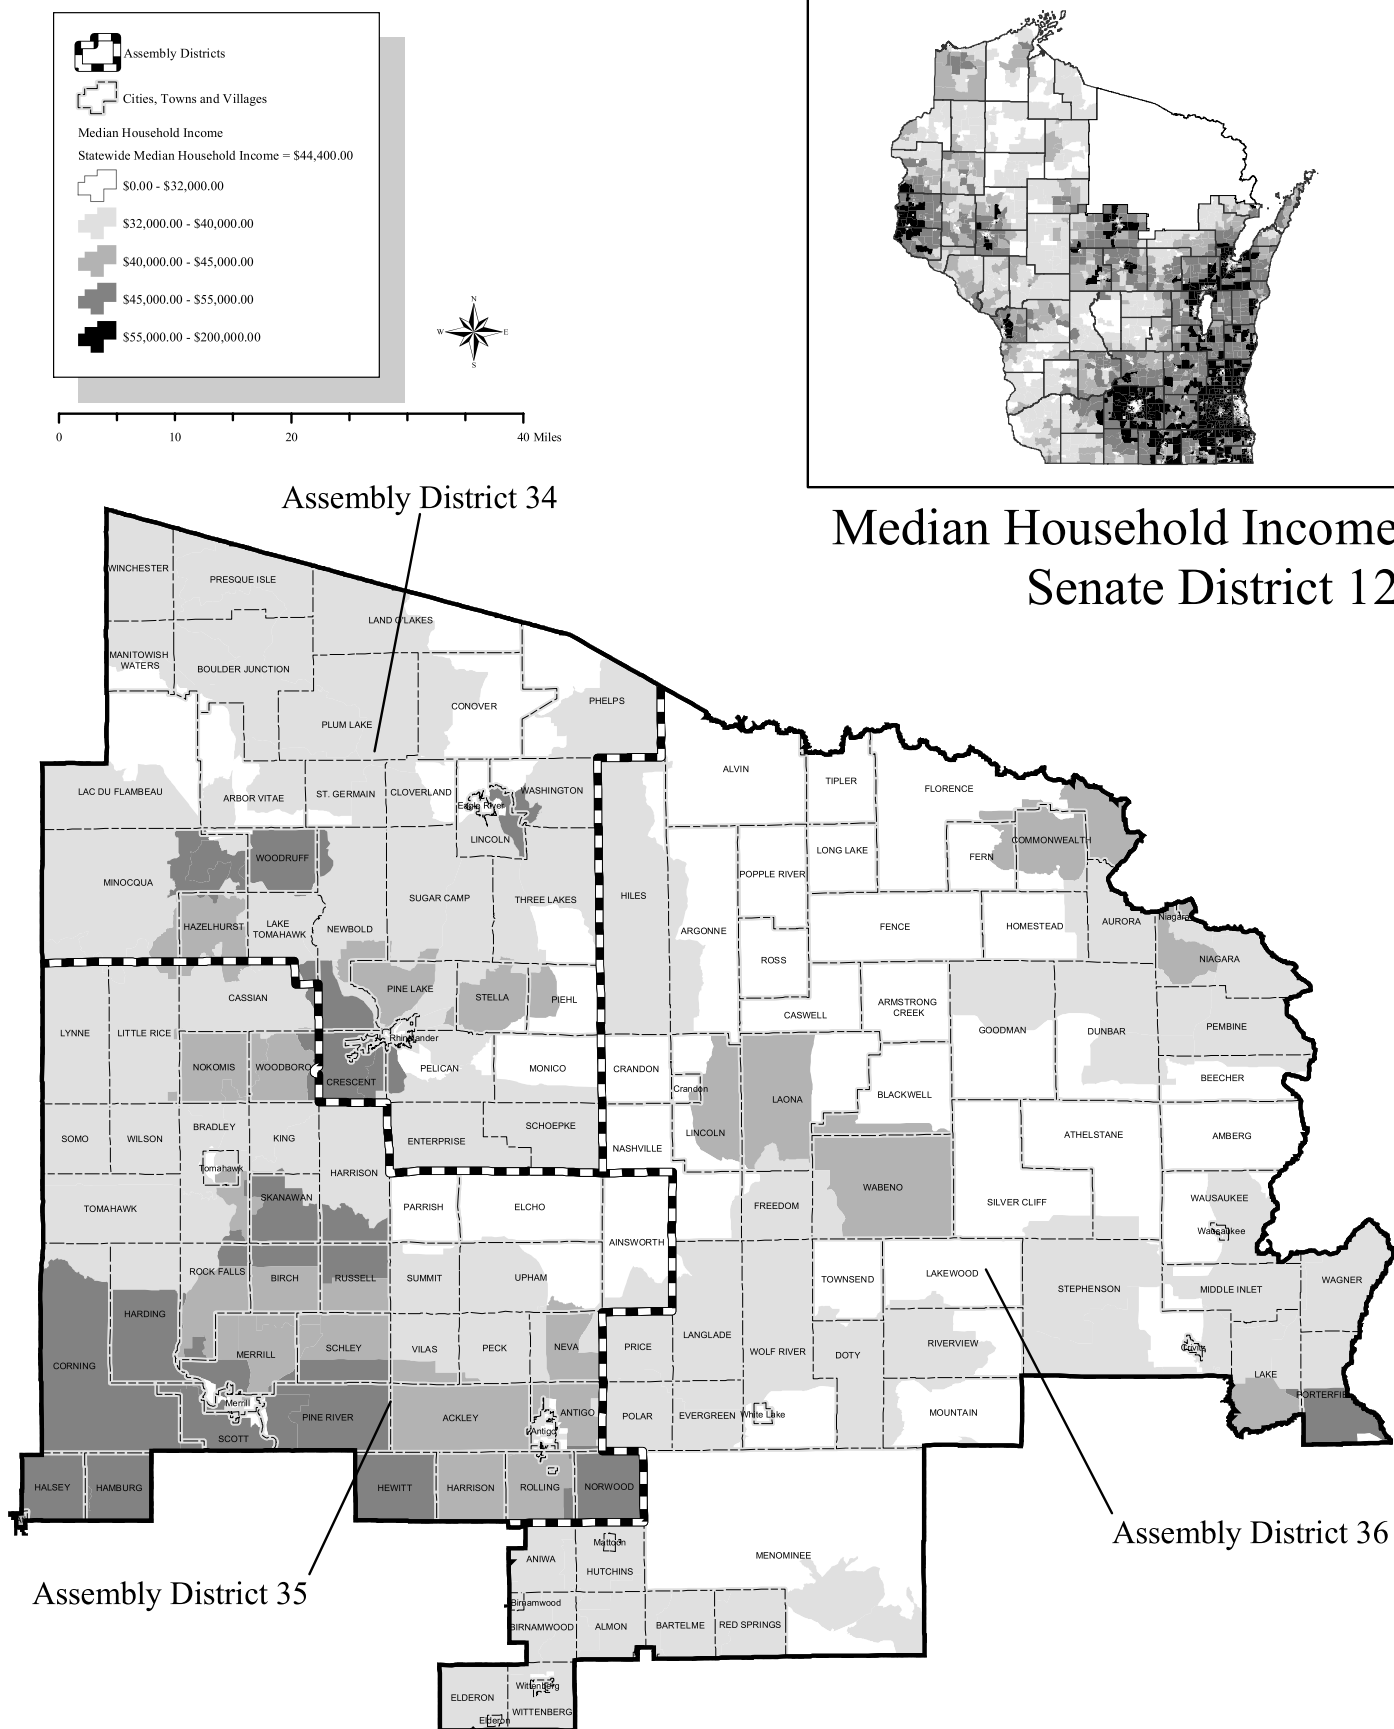 Assembly Districts
Cities, Towns and Villages
Median Household Income
Statewide Median Household Income = $44,400.00
$0.00 - $32,000.00
$32,000.00 - $40,000.00
$40,000.00 - $45,000.00
$45,000.00 - $55,000.00
$55,000.00 - $200,000.00
N
W E
S
0 10 20 40 Miles
Median Household Income
Senate District 12
Assembly District 34
WINCHESTER
PRESQUE ISLE
LAND O'LAKES
MANITOWISH
WATERS
BOULDER JUNCTION
PHELPS
CONOVER
PLUM LAKE
ALVIN
TIPLER
FLORENCE
LAC DU FLAMBEAU
ARBOR VITAE
ST. GERMAIN
CLOVERLAND
Eagle River
WASHINGTON
LINCOLN
COMMONWEALTH
LONG LAKE
FERN
WOODRUFF
MINOCQUA
POPPLE RIVER
SUGAR CAMP
THREE LAKES
HILES
HAZELHURST
LAKE
TOMAHAWK
NEWBOLD
ARGONNE
FENCE
HOMESTEAD
AURORA
Niagara
NIAGARA
ROSS
CASSIAN
PINE LAKE
STELLA
PIEHL
CASWELL
ARMSTRONG
CREEK
GOODMAN
DUNBAR
PEMBINE
LYNNE
LITTLE RICE
Rhinelander
NOKOMIS
WOODBORO
CRESCENT
PELICAN
MONICO
CRANDON
Crandon
LAONA
BLACKWELL
BEECHER
SOMO
WILSON
BRADLEY
KING
ENTERPRISE
SCHOEPKE
NASHVILLE
LINCOLN
ATHELSTANE
AMBERG
Tomahawk
HARRISON
SKANAWAN
TOMAHAWK
PARRISH
ELCHO
FREEDOM
WABENO
SILVER CLIFF
WAUSAUKEE
Wausaukee
AINSWORTH
ROCK FALLS
BIRCH
RUSSELL
SUMMIT
UPHAM
TOWNSEND
LAKEWOOD
STEPHENSON
MIDDLE INLET
WAGNER
HARDING
CORNING
MERRILL
SCHLEY
VILAS
PECK
NEVA
PRICE
LANGLADE
WOLF RIVER
DOTY
RIVERVIEW
Crivitz
LAKE
PORTERFIE
Merrill
SCOTT
PINE RIVER
ACKLEY
Antigo
ANTIGO
POLAR
EVERGREEN
White Lake
MOUNTAIN
HALSEY
HAMBURG
HEWITT
HARRISON
ROLLING
NORWOOD
Assembly District 36
Mattoon
ANIWA
HUTCHINS
MENOMINEE
Assembly District 35
Birnamwood
BIRNAMWOOD
ALMON
BARTELME
RED SPRINGS
Wittenberg
ELDERON
WITTENBERG
Elderon